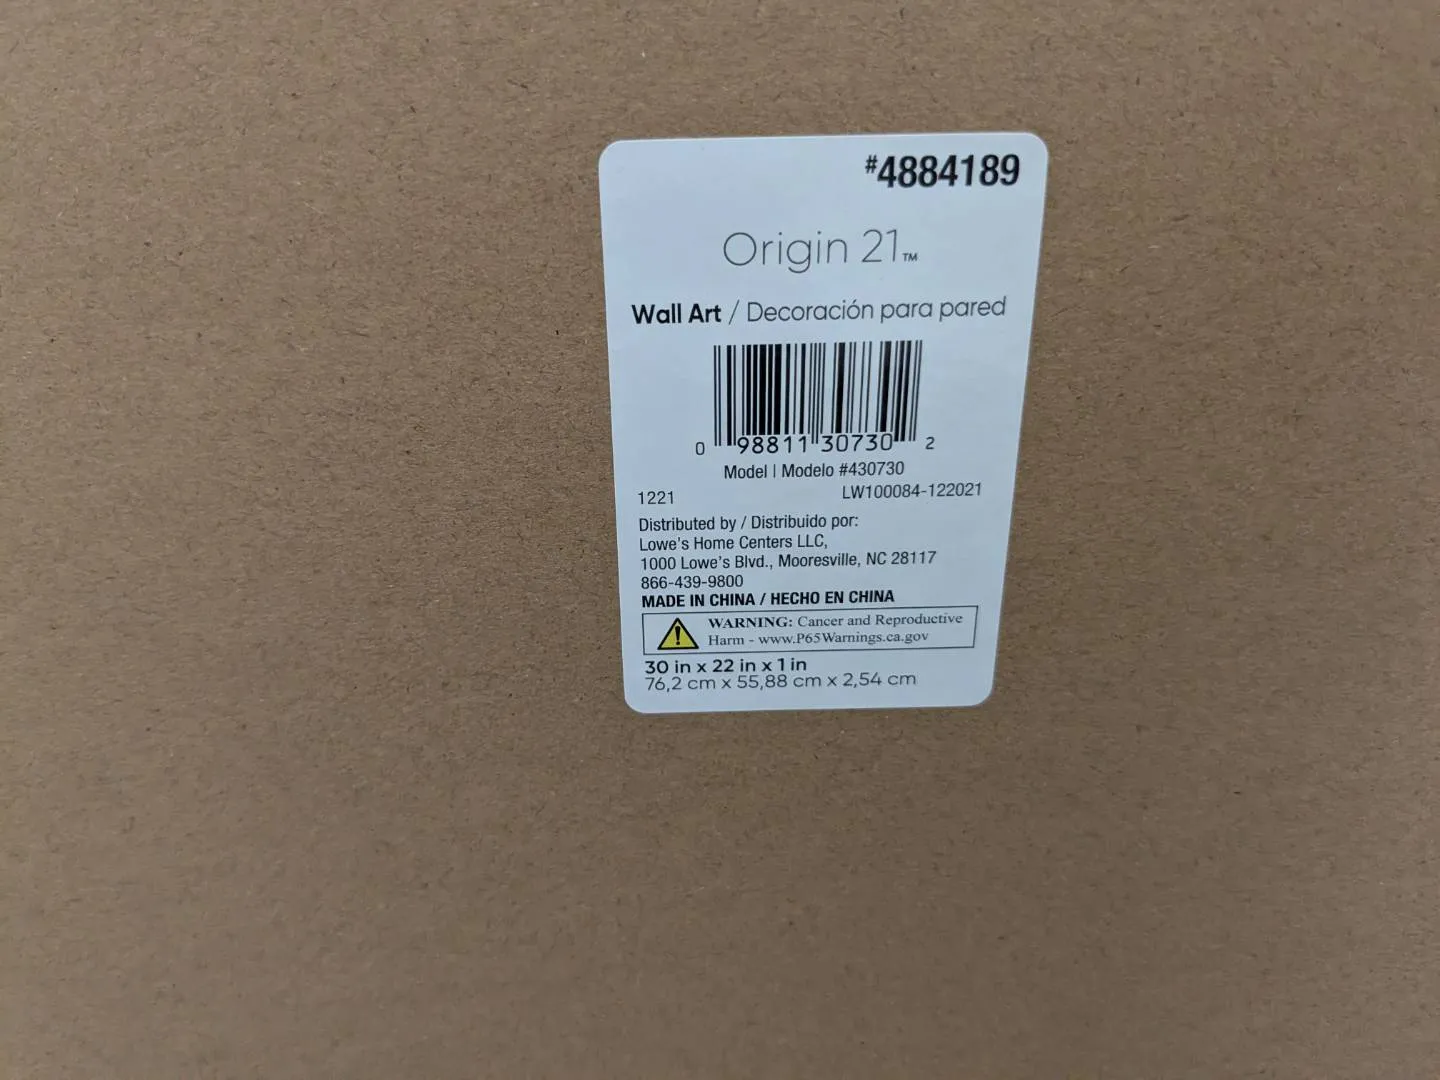 #4884189
Origin 21™
Wall Art / Decoración para pared
0 98811 30730 2
Model | Modelo #430730
1221 LW100084-122021
Distributed by / Distribuido por:
Lowe's Home Centers LLC,
1000 Lowe's Blvd., Mooresville, NC 28117
866-439-9800
MADE IN CHINA / HECHO EN CHINA
WARNING: Cancer and Reproductive
Harm - www.P65Warnings.ca.gov
30 in x 22 in x 1 in
76,2 cm x 55,88 cm x 2,54 cm